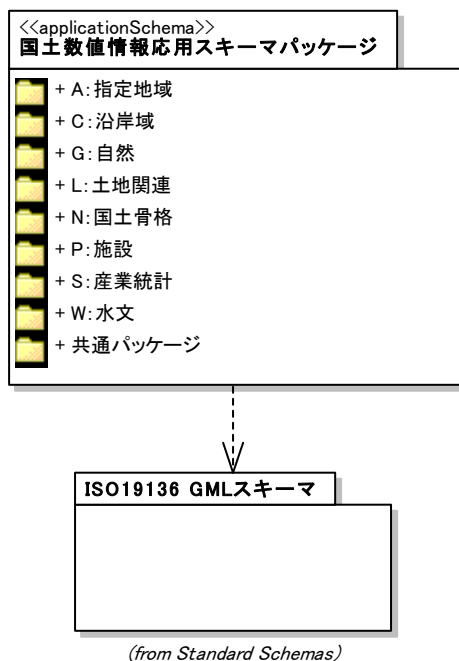 <<applicationSchema>>
国土数値情報応用スキーマパッケージ
+ A:指定地域
+ C:沿岸域
+ G:自然
+ L:土地関連
+ N:国土骨格
+ P:施設
+ S:産業統計
+ W:水文
+ 共通パッケージ
ISO19136 GMLスキーマ
(from Standard Schemas)